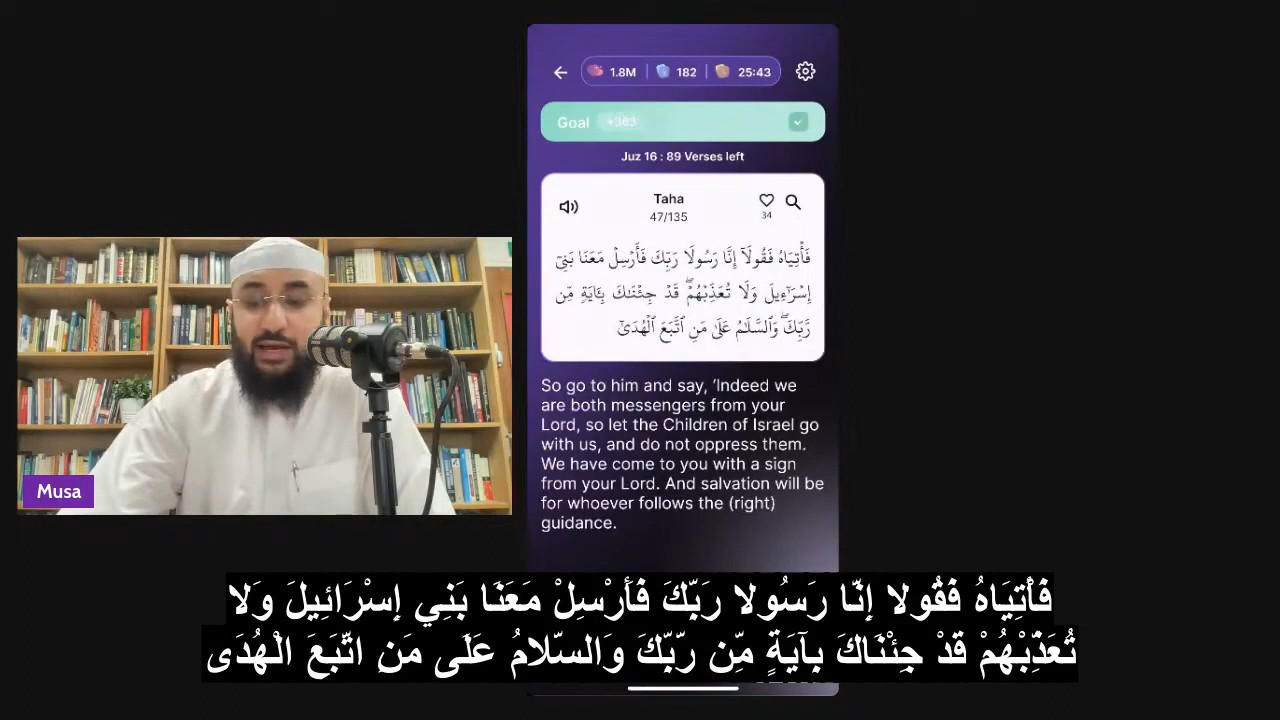 1.8M 182 25:43
Goal +363
Juz 16 : 89 Verses left
Taha
47/135
34
فَأْتِيَاهُ فَقُولَآ إِنَّا رَسُولَا رَبِّكَ فَأَرْسِلْ مَعَنَا بَنِىٓ
إِسْرَٰٓءِيلَ وَلَا تُعَذِّبْهُمْ ۖ قَدْ جِئْنَـٰكَ بِـَٔايَةٍ مِّن
رَّبِّكَ ۖ وَٱلسَّلَـٰمُ عَلَىٰ مَنِ ٱتَّبَعَ ٱلْهُدَىٰٓ
So go to him and say, ‘Indeed we
are both messengers from your
Lord, so let the Children of Israel go
with us, and do not oppress them.
We have come to you with a sign
from your Lord. And salvation will be
for whoever follows the (right)
guidance.
Musa
فَأْتِيَاهُ فَقُولا إِنّا رَسُولا رَبِّكَ فَأَرْسِلْ مَعَنَا بَنِي إِسْرَائِيلَ وَلا
تُعَذِّبْهُمْ قَدْ جِئْنَاكَ بِآيَةٍ مِّن رّبِّكَ وَالسّلامُ عَلَى مَنِ اتّبَعَ الْهُدَى